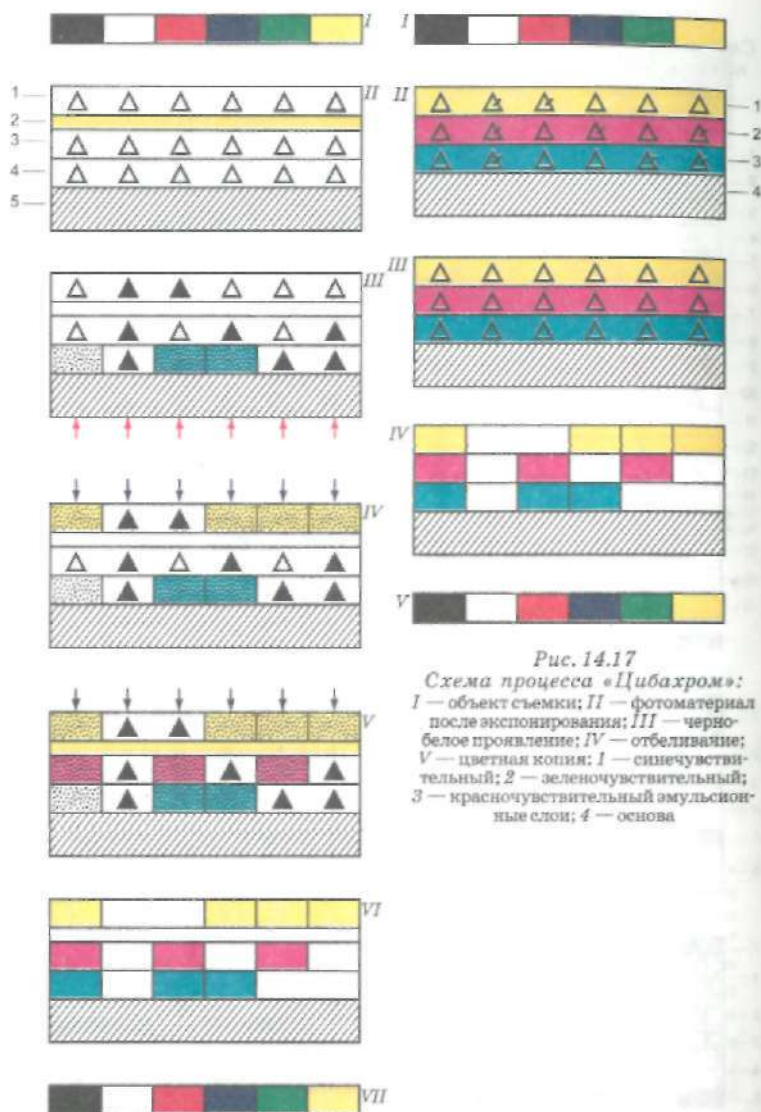 I
1
II
2
3
4
5
III
IV
V
VI
VII
I
II
1
2
3
4
III
IV
V
Рис. 14.17
Схема процесса «Цибахром»:
I — объект съемки; II — фотоматериал
после экспонирования; III — черно-
белое проявление; IV — отбеливание;
V — цветная копия: 1 — синечувстви-
тельный; 2 — зеленочувствительный;
3 — красночувствительный эмульсион-
ные слои; 4 — основа